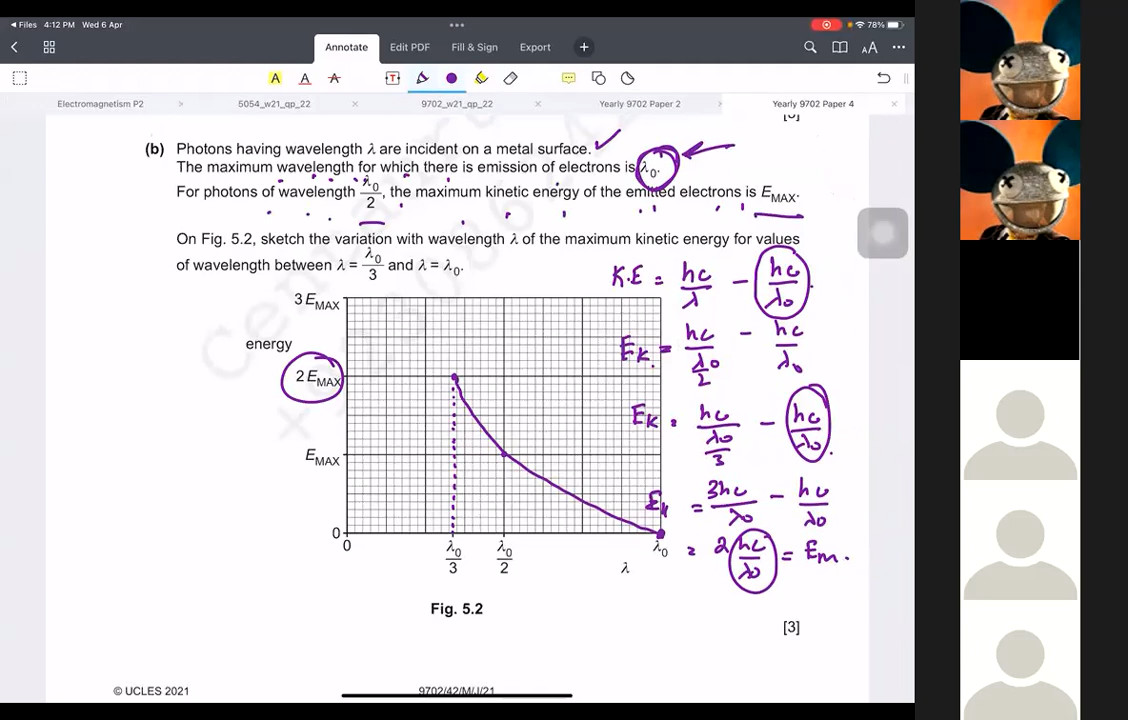 Files 4:12 PM Wed 6 Apr 78%
Annotate Edit PDF Fill & Sign Export
Electromagnetism P2 5054_w21_qp_22 9702_w21_qp_22 Yearly 9702 Paper 2 Yearly 9702 Paper 4
(b) Photons having wavelength λ are incident on a metal surface.
The maximum wavelength for which there is emission of electrons is λ₀.
For photons of wavelength λ₀/2, the maximum kinetic energy of the emitted electrons is E_MAX.
On Fig. 5.2, sketch the variation with wavelength λ of the maximum kinetic energy for values
of wavelength between λ = λ₀/3 and λ = λ₀.
K.E = hc/λ - hc/λ₀.
3 E_MAX
energy
Ek = hc/(λ₀/2) - hc/λ₀
2 E_MAX
Ek = hc/(λ₀/3) - hc/λ₀.
E_MAX
Ek = 3hc/λ₀ - hc/λ₀
0
= 2 hc/λ₀ = Em.
0 λ₀/3 λ₀/2 λ λ₀
Fig. 5.2
[3]
© UCLES 2021 9702/42/M/J/21